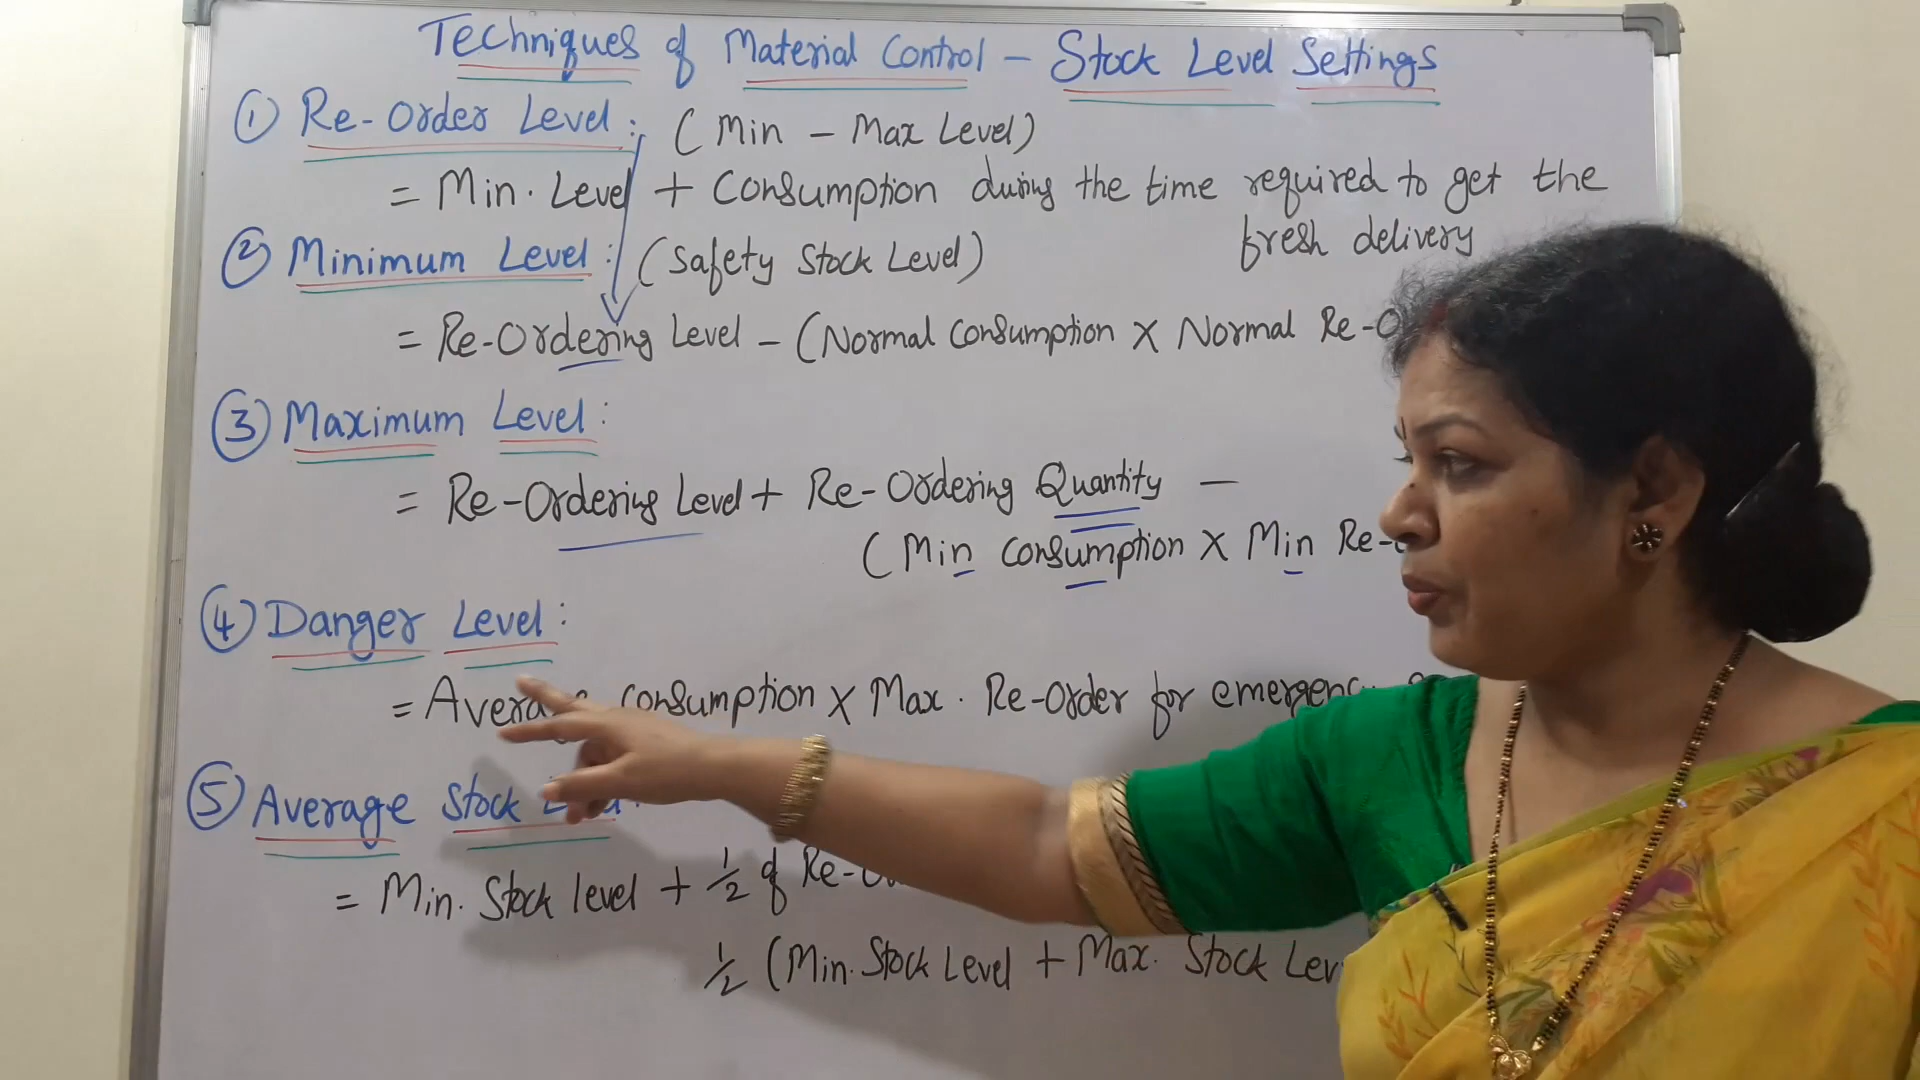 Techniques of Material Control - Stock Level Settings
① Re-Order Level: (Min - Max Level)
= Min. Level + Consumption during the time required to get the
fresh delivery
② Minimum Level: (Safety Stock Level)
= Re-Ordering Level - (Normal Consumption X Normal Re-O
③ Maximum Level:
= Re-Ordering Level + Re-Ordering Quantity -
(Min Consumption X Min Re-
④ Danger Level:
= Average Consumption X Max. Re-Order for emergency
⑤ Average Stock Level:
= Min. Stock level + 1/2 of Re-
1/2 (Min. Stock Level + Max. Stock Lev